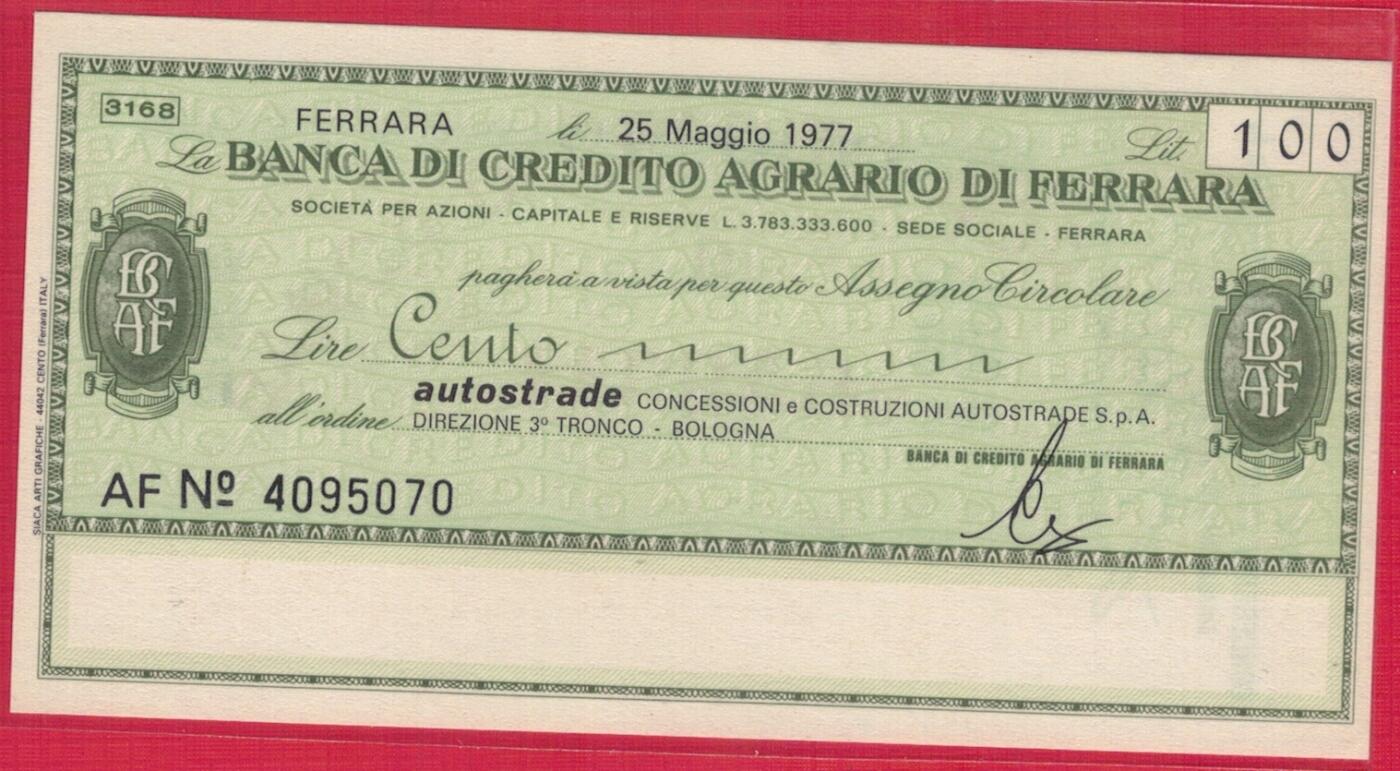 3168
FERRARA li 25 Maggio 1977 Lit. 100
La BANCA DI CREDITO AGRARIO DI FERRARA
SOCIETÀ PER AZIONI - CAPITALE E RISERVE L. 3.783.333.600 - SEDE SOCIALE - FERRARA
pagherà a vista per questo Assegno Circolare
BCAF
BCAF
Lire Cento
autostrade CONCESSIONI e COSTRUZIONI AUTOSTRADE S.p.A.
all'ordine DIREZIONE 3º TRONCO - BOLOGNA
BANCA DI CREDITO AGRARIO DI FERRARA
AF Nº 4095070
SIACA ARTI GRAFICHE - 44042 CENTO (Ferrara) ITALY